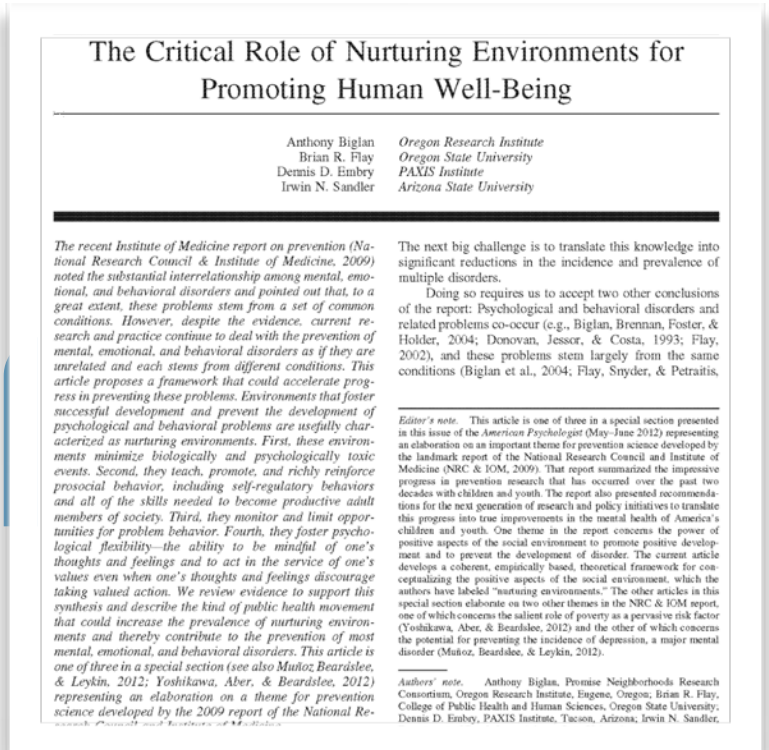 The Critical Role of Nurturing Environments for
Promoting Human Well-Being
Anthony Biglan Oregon Research Institute
Brian R. Flay Oregon State University
Dennis D. Embry PAXIS Institute
Irwin N. Sandler Arizona State University
The recent Institute of Medicine report on prevention (Na-
tional Research Council & Institute of Medicine, 2009)
noted the substantial interrelationship among mental, emo-
tional, and behavioral disorders and pointed out that, to a
great extent, these problems stem from a set of common
conditions. However, despite the evidence, current re-
search and practice continue to deal with the prevention of
mental, emotional, and behavioral disorders as if they are
unrelated and each stems from different conditions. This
article proposes a framework that could accelerate prog-
ress in preventing these problems. Environments that foster
successful development and prevent the development of
psychological and behavioral problems are usefully char-
acterized as nurturing environments. First, these environ-
ments minimize biologically and psychologically toxic
events. Second, they teach, promote, and richly reinforce
prosocial behavior, including self-regulatory behaviors
and all of the skills needed to become productive adult
members of society. Third, they monitor and limit oppor-
tunities for problem behavior. Fourth, they foster psycho-
logical flexibility—the ability to be mindful of one's
thoughts and feelings and to act in the service of one's
values even when one's thoughts and feelings discourage
taking valued action. We review evidence to support this
synthesis and describe the kind of public health movement
that could increase the prevalence of nurturing environ-
ments and thereby contribute to the prevention of most
mental, emotional, and behavioral disorders. This article is
one of three in a special section (see also Muñoz Beardslee,
& Leykin, 2012; Yoshikawa, Aber, & Beardslee, 2012)
representing an elaboration on a theme for prevention
science developed by the 2009 report of the National Re-
The next big challenge is to translate this knowledge into
significant reductions in the incidence and prevalence of
multiple disorders.
Doing so requires us to accept two other conclusions
of the report: Psychological and behavioral disorders and
related problems co-occur (e.g., Biglan, Brennan, Foster, &
Holder, 2004; Donovan, Jessor, & Costa, 1993; Flay,
2002), and these problems stem largely from the same
conditions (Biglan et al., 2004; Flay, Snyder, & Petraitis,
Editor's note. This article is one of three in a special section presented
in this issue of the American Psychologist (May–June 2012) representing
an elaboration on an important theme for prevention science developed by
the landmark report of the National Research Council and Institute of
Medicine (NRC & IOM, 2009). That report summarized the impressive
progress in prevention research that has occurred over the past two
decades with children and youth. The report also presented recommenda-
tions for the next generation of research and policy initiatives to translate
this progress into true improvements in the mental health of America's
children and youth. One theme in the report concerns the power of
positive aspects of the social environment to promote positive develop-
ment and to prevent the development of disorder. The current article
develops a coherent, empirically based, theoretical framework for con-
ceptualizing the positive aspects of the social environment, which the
authors have labeled "nurturing environments." The other articles in this
special section elaborate on two other themes in the NRC & IOM report,
one of which concerns the salient role of poverty as a pervasive risk factor
(Yoshikawa, Aber, & Beardslee, 2012) and the other of which concerns
the potential for preventing the incidence of depression, a major mental
disorder (Muñoz, Beardslee, & Leykin, 2012).
Authors' note. Anthony Biglan, Promise Neighborhoods Research
Consortium, Oregon Research Institute, Eugene, Oregon; Brian R. Flay,
College of Public Health and Human Sciences, Oregon State University;
Dennis D. Embry, PAXIS Institute, Tucson, Arizona; Irwin N. Sandler,